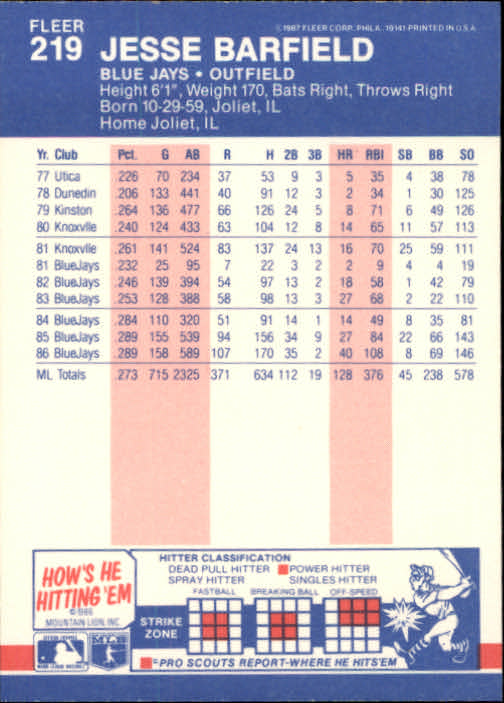 FLEER
219 JESSE BARFIELD
© 1987 FLEER CORP. PHILA. 19141 PRINTED IN U.S.A.
BLUE JAYS • OUTFIELD
Height 6'1", Weight 170, Bats Right, Throws Right
Born 10-29-59, Joliet, IL
Home Joliet, IL
Yr. Club Pct. G AB R H 2B 3B HR RBI SB BB SO
77 Utica .226 70 234 37 53 9 3 5 35 4 38 78
78 Dunedin .206 133 441 40 91 12 3 2 34 1 30 125
79 Kinston .264 136 477 66 126 24 5 8 71 6 49 126
80 Knoxvlle .240 124 433 63 104 12 8 14 65 11 57 113
81 Knoxvlle .261 141 524 83 137 24 13 16 70 25 59 111
81 BlueJays .232 25 95 7 22 3 2 2 9 4 4 19
82 BlueJays .246 139 394 54 97 13 2 18 58 1 42 79
83 BlueJays .253 128 388 58 98 13 3 27 68 2 22 110
84 BlueJays .284 110 320 51 91 14 1 14 49 8 35 81
85 BlueJays .289 155 539 94 156 34 9 27 84 22 66 143
86 BlueJays .289 158 589 107 170 35 2 40 108 8 69 146
ML Totals .273 715 2325 371 634 112 19 128 376 45 238 578
HOW'S HE
HITTING 'EM
© 1986
MOUNTAIN LION, INC
HITTER CLASSIFICATION
DEAD PULL HITTER POWER HITTER
SPRAY HITTER SINGLES HITTER
FASTBALL BREAKING BALL OFF-SPEED
STRIKE
ZONE
=PRO SCOUTS REPORT-WHERE HE HITS'EM